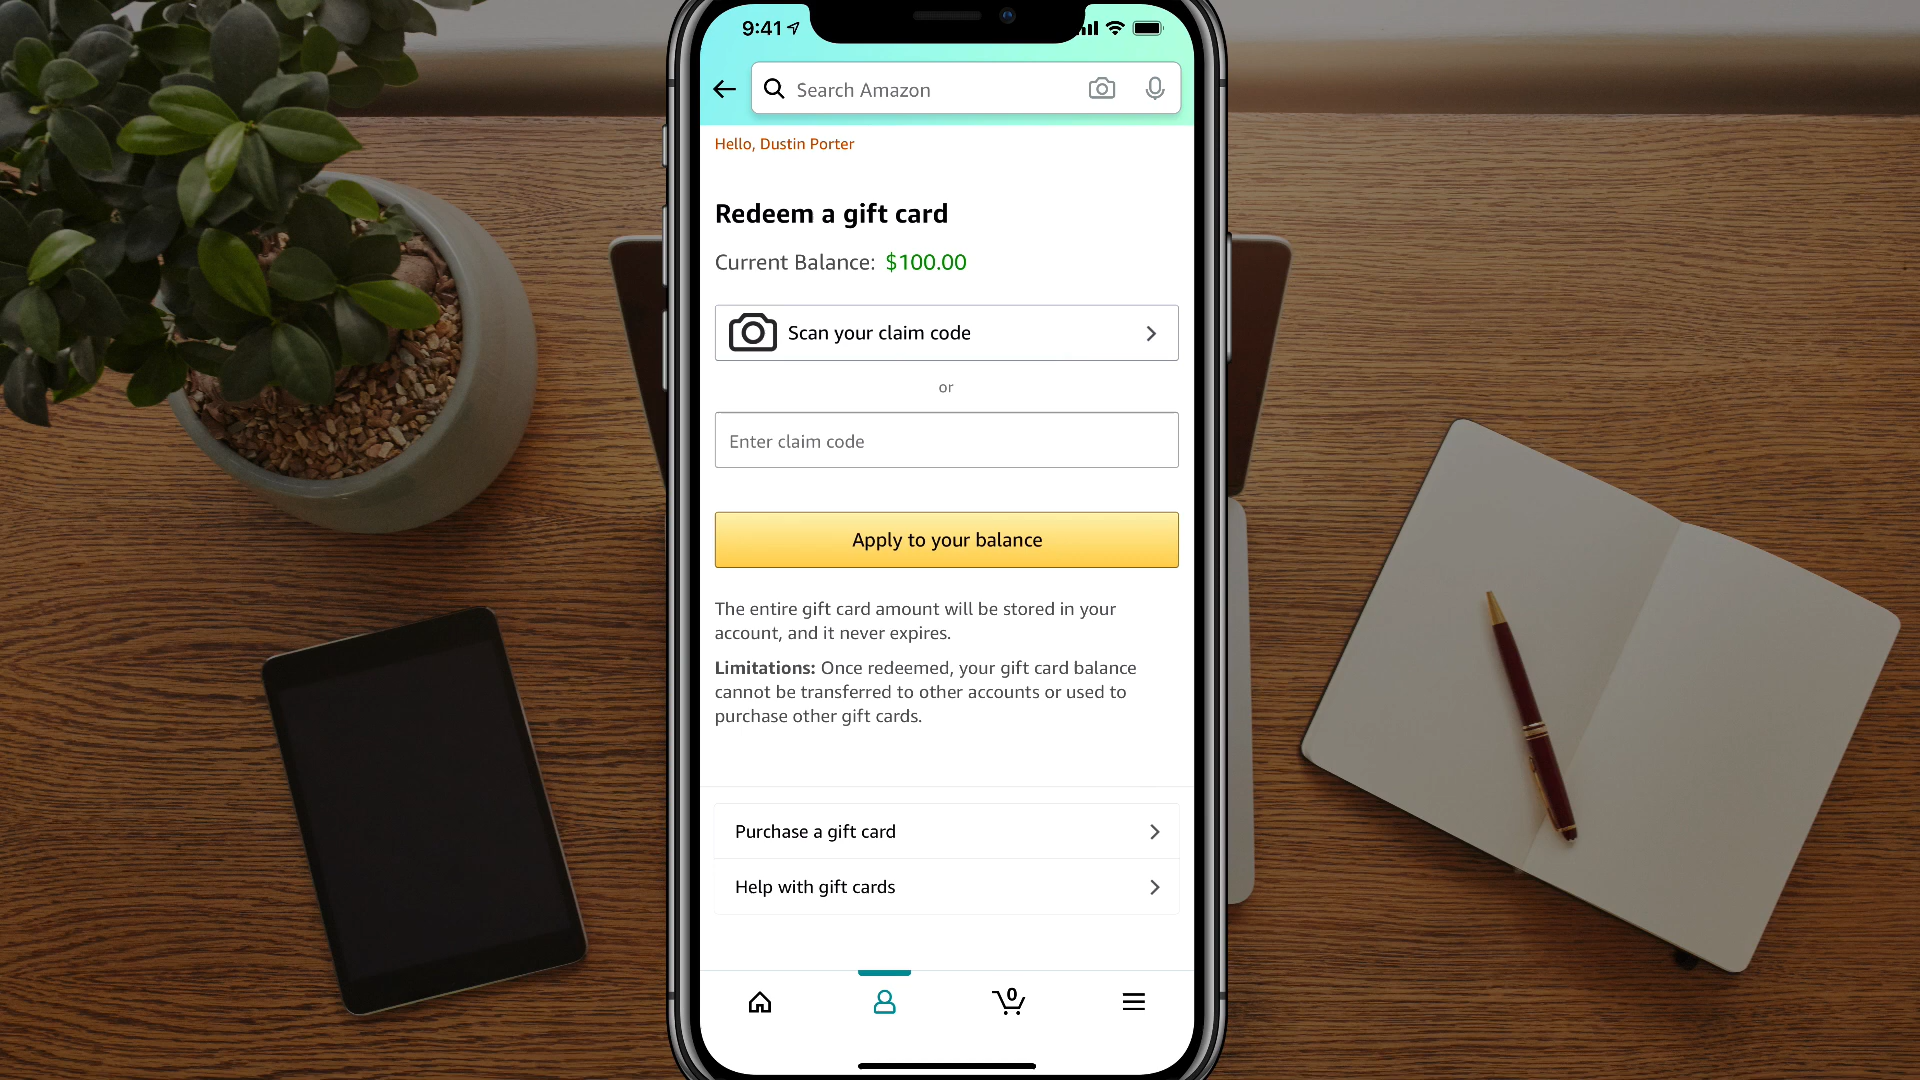 9:41
Search Amazon
Hello, Dustin Porter
Redeem a gift card
Current Balance: $100.00
Scan your claim code
or
Enter claim code
Apply to your balance
The entire gift card amount will be stored in your
account, and it never expires.
Limitations: Once redeemed, your gift card balance
cannot be transferred to other accounts or used to
purchase other gift cards.
Purchase a gift card
Help with gift cards
0